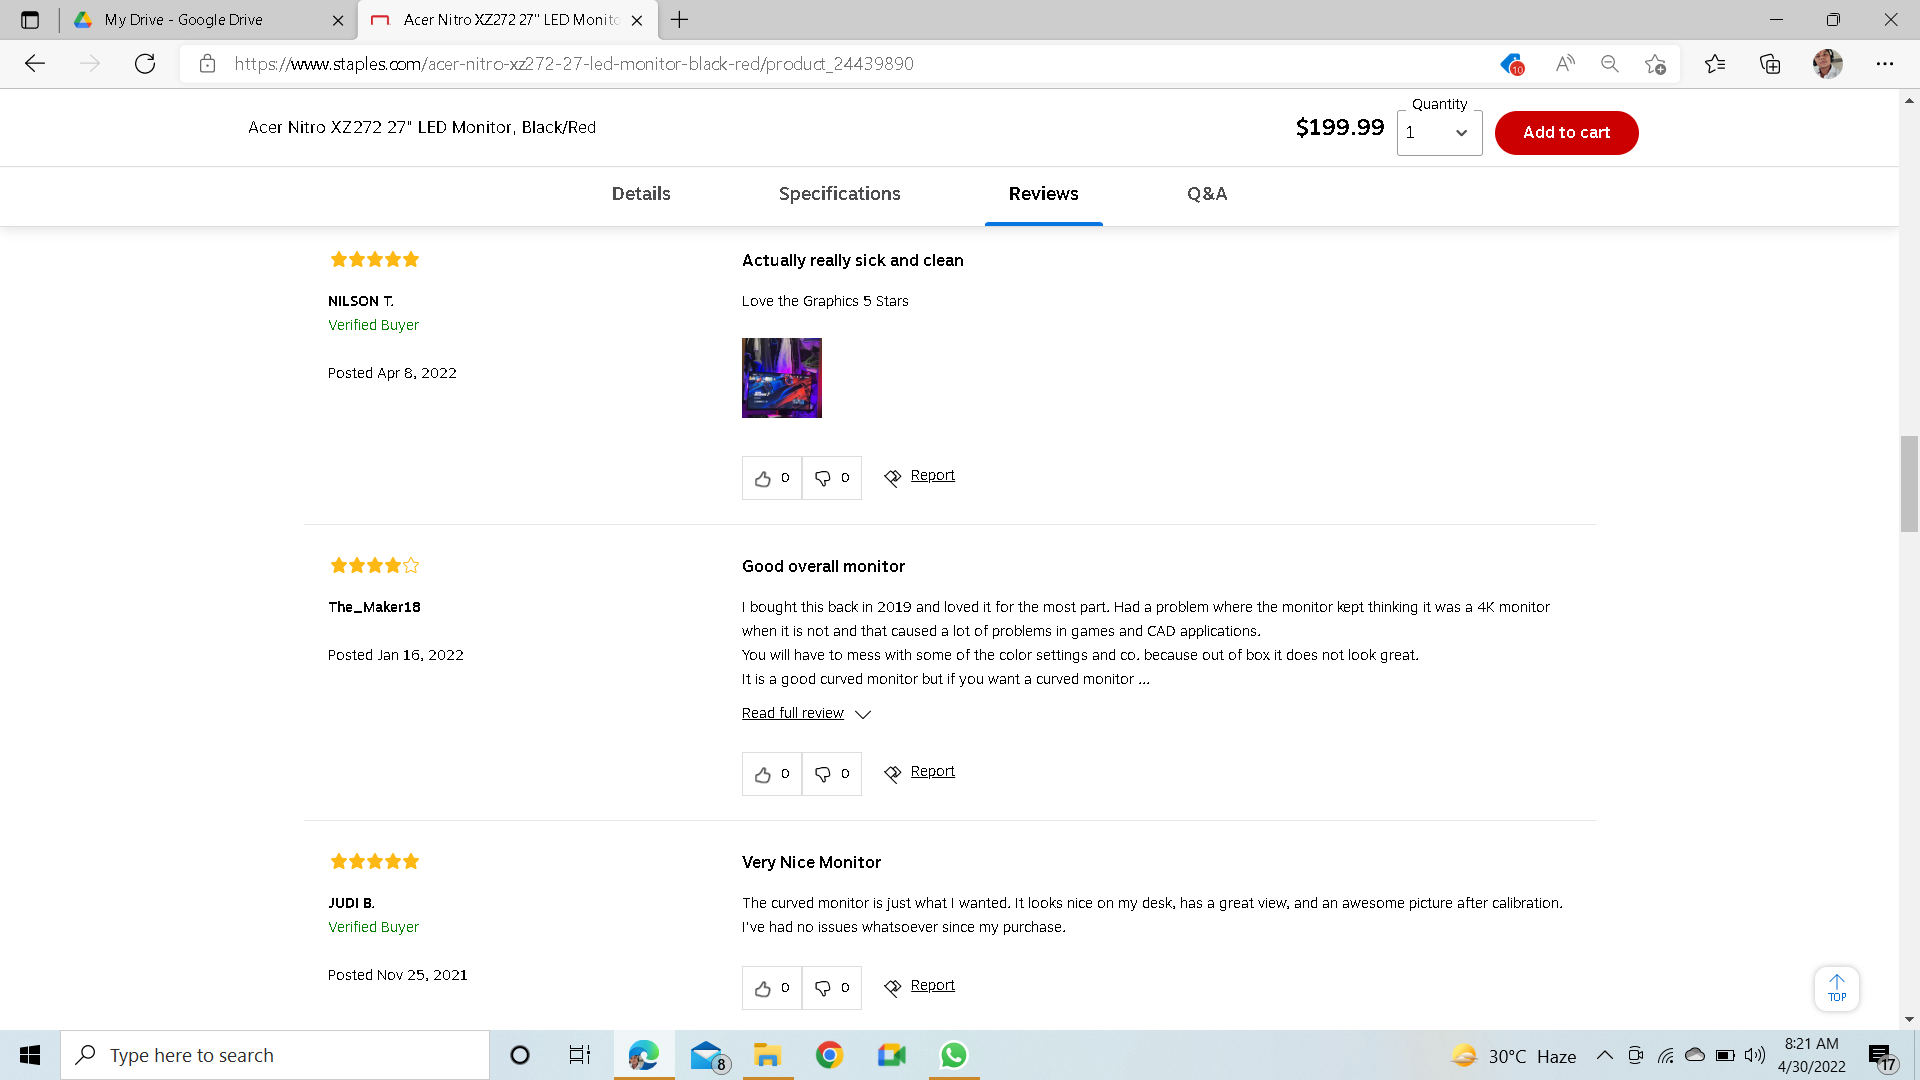 My Drive - Google Drive
Acer Nitro XZ272 27" LED Monito
https://www.staples.com/acer-nitro-xz272-27-led-monitor-black-red/product_24439890
10
Acer Nitro XZ272 27" LED Monitor, Black/Red
$199.99
Quantity
1
Add to cart
Details
Specifications
Reviews
Q&A
NILSON T.
Verified Buyer
Posted Apr 8, 2022
Actually really sick and clean
Love the Graphics 5 Stars
0
0
Report
The_Maker18
Posted Jan 16, 2022
Good overall monitor
I bought this back in 2019 and loved it for the most part. Had a problem where the monitor kept thinking it was a 4K monitor
when it is not and that caused a lot of problems in games and CAD applications.
You will have to mess with some of the color settings and co. because out of box it does not look great.
It is a good curved monitor but if you want a curved monitor ...
Read full review
0
0
Report
JUDI B.
Verified Buyer
Posted Nov 25, 2021
Very Nice Monitor
The curved monitor is just what I wanted. It looks nice on my desk, has a great view, and an awesome picture after calibration.
I've had no issues whatsoever since my purchase.
0
0
Report
TOP
Type here to search
8
30°C Haze
8:21 AM
4/30/2022
17